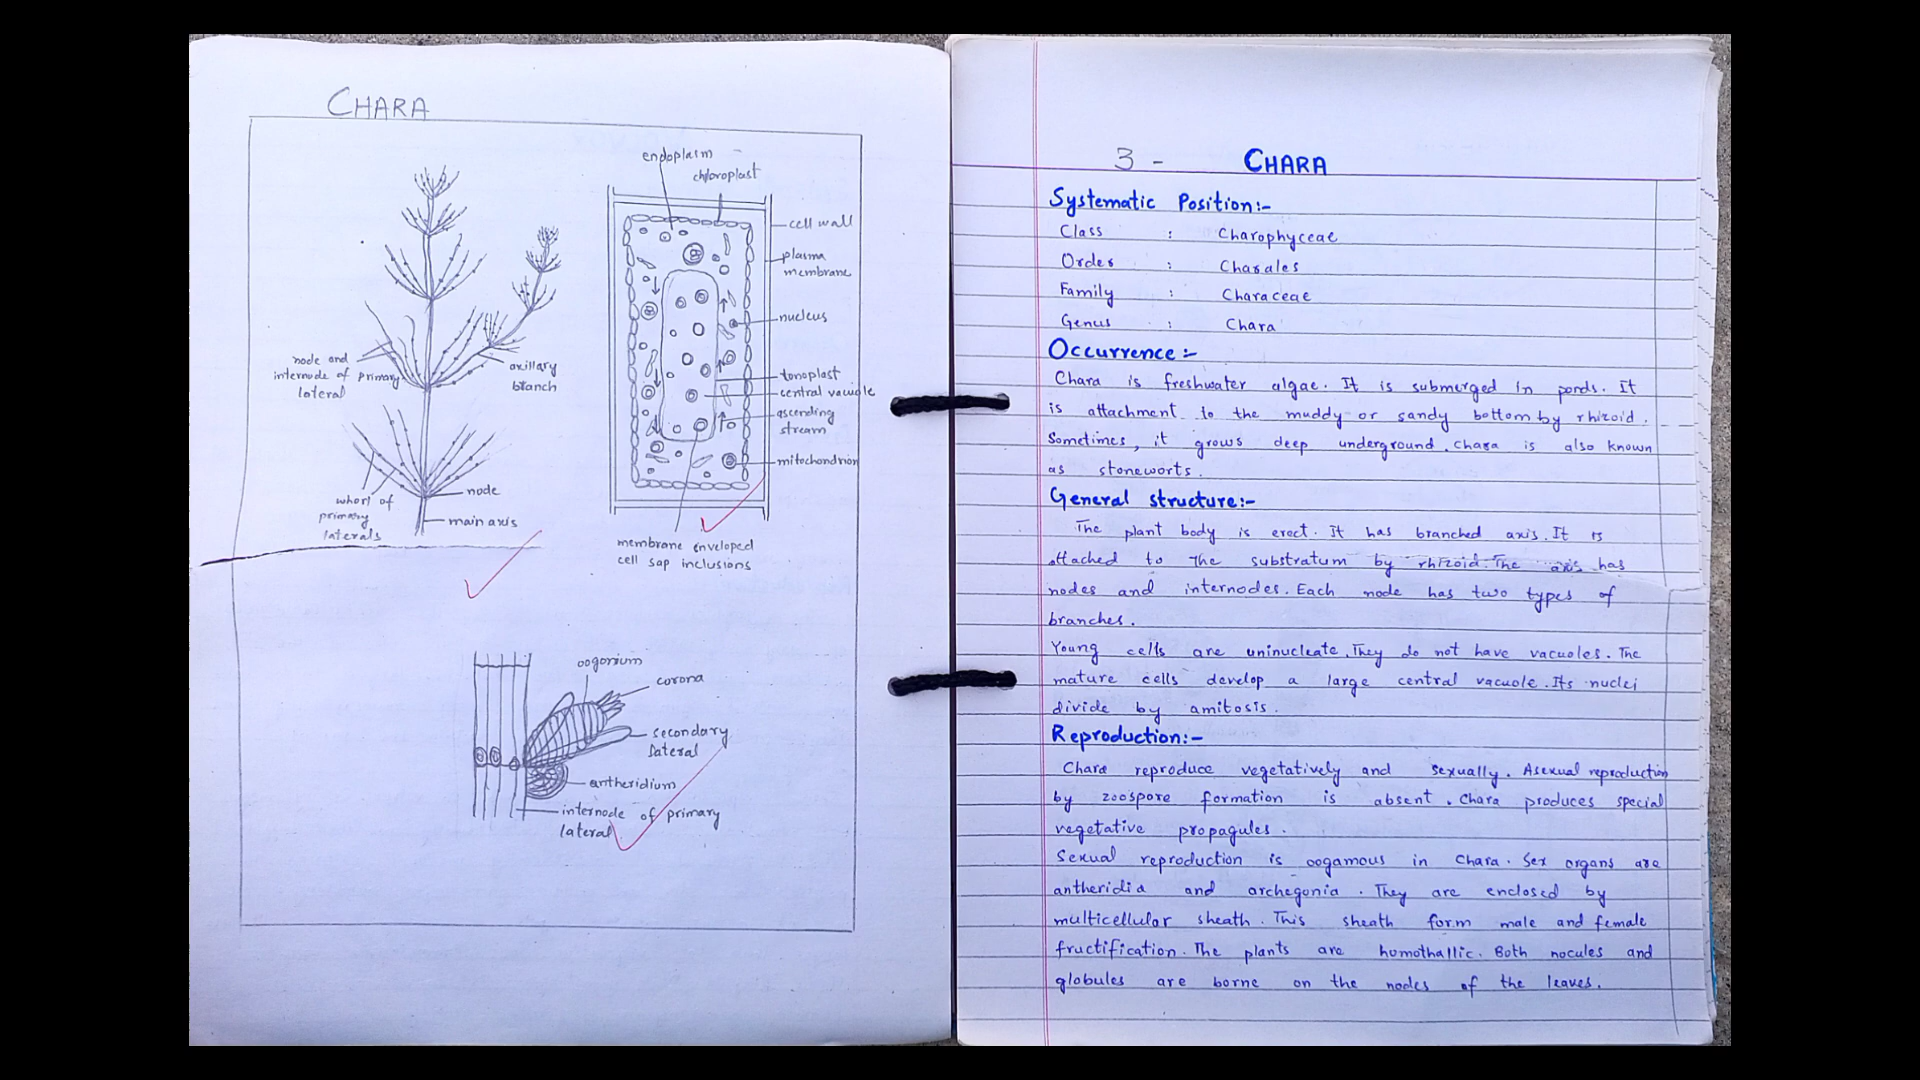 CHARA
endoplasm
chloroplast
cell wall
plasma
membrane
nucleus
node and
internode of primary
lateral
axillary
branch
tonoplast
central vacuole
ascending
stream
mitochondrion
whorl of
primary
laterals
node
main axis
membrane enveloped
cell sap inclusions
oogonium
corona
secondary
lateral
antheridium
internode of primary
lateral
3 - CHARA
Systematic Position:-
Class : Charophyceae
Order : Charales
Family : Characeae
Genus : Chara
Occurrence:-
Chara is freshwater algae. It is submerged in ponds. It
is attachment to the muddy or sandy bottom by rhizoid.
Sometimes, it grows deep underground. Chara is also known
as stoneworts.
General structure:-
The plant body is erect. It has branched axis. It is
attached to the substratum by rhizoid. The axis has
nodes and internodes. Each node has two types of
branches.
Young cells are uninucleate. They do not have vacuoles. The
mature cells develop a large central vacuole. Its nuclei
divide by amitosis.
Reproduction:-
Chara reproduce vegetatively and sexually. Asexual reproduction
by zoospore formation is absent. Chara produces special
vegetative propagules.
Sexual reproduction is oogamous in Chara. Sex organs are
antheridia and archegonia. They are enclosed by
multicellular sheath. This sheath form male and female
fructification. The plants are homothallic. Both nocules and
globules are borne on the nodes of the leaves.